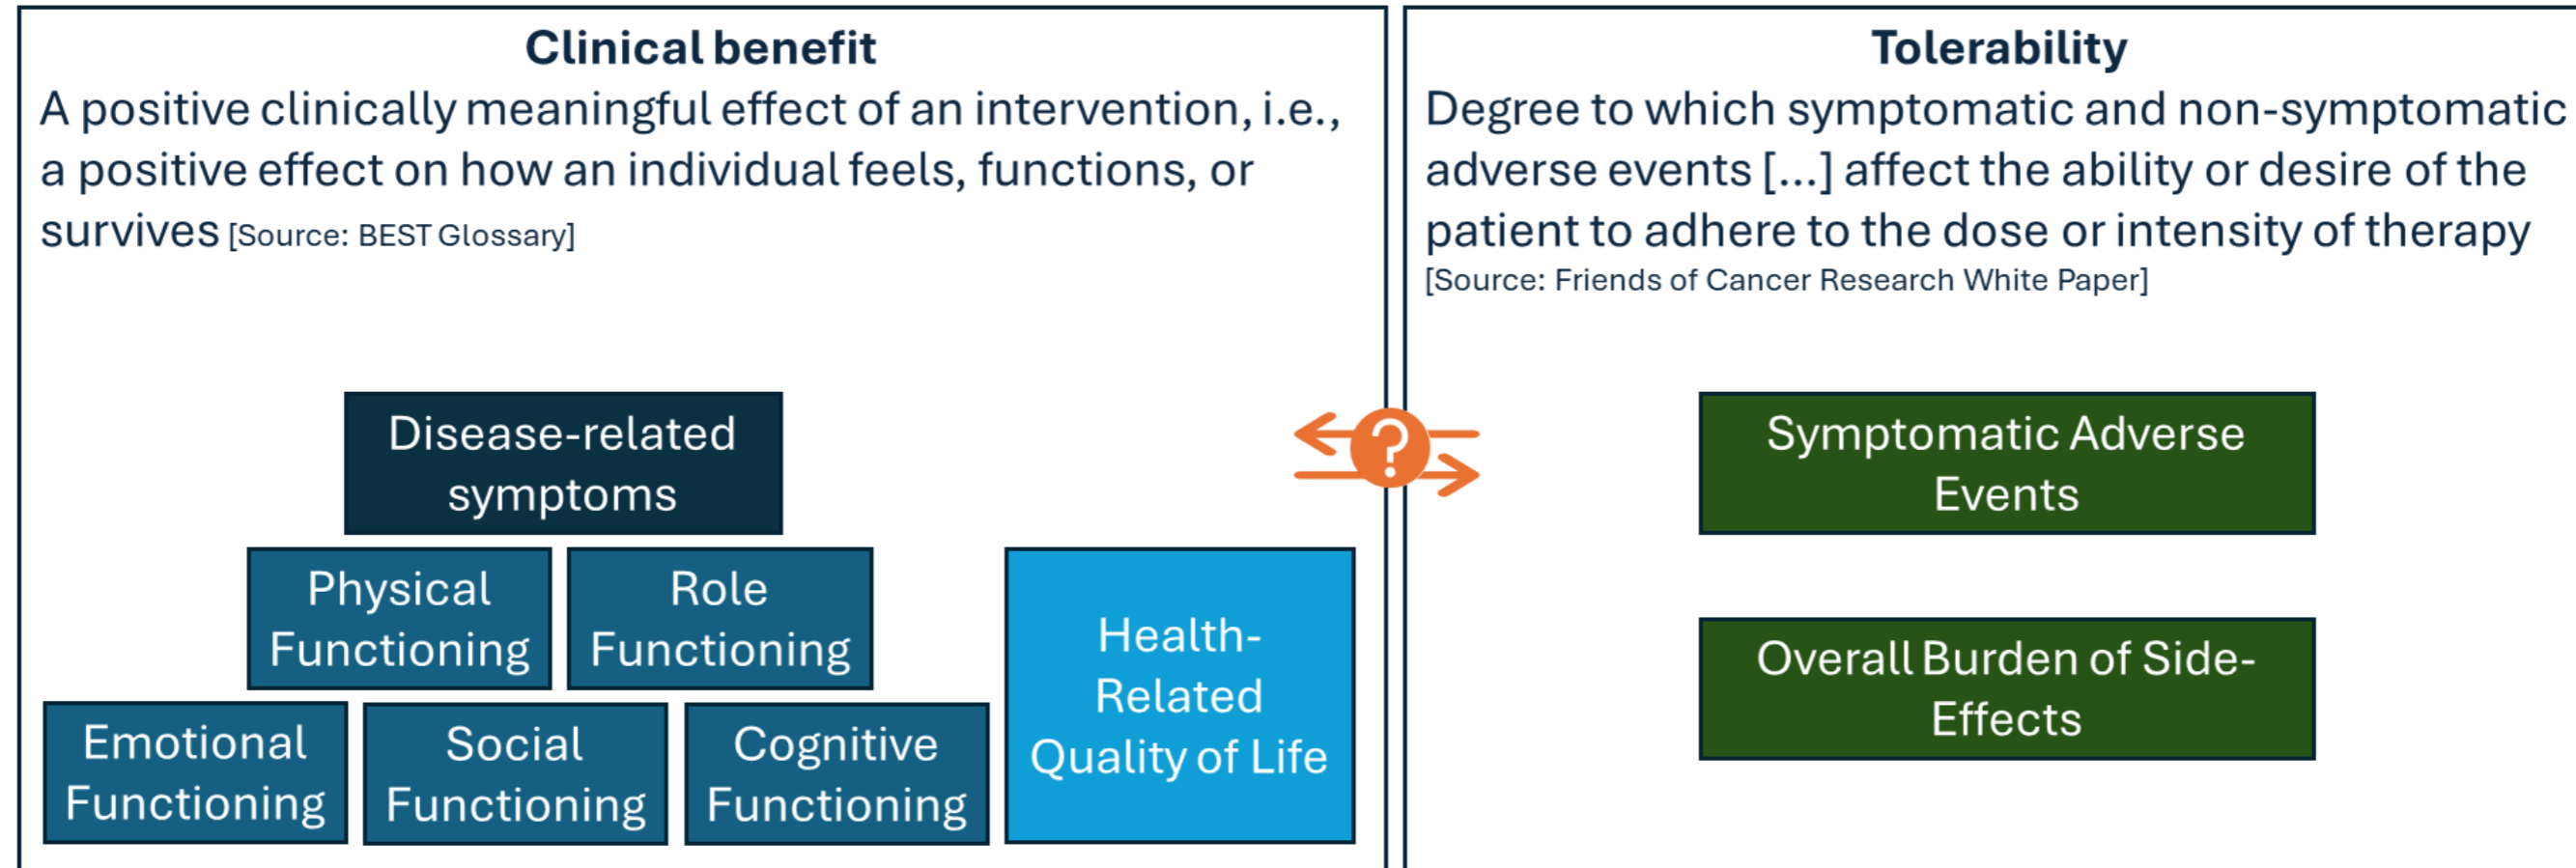 Clinical benefit
A positive clinically meaningful effect of an intervention, i.e.,
a positive effect on how an individual feels, functions, or
survives [Source: BEST Glossary]
Disease-related
symptoms
Physical
Functioning
Role
Functioning
Emotional
Functioning
Social
Functioning
Cognitive
Functioning
Health-
Related
Quality of Life
?
Tolerability
Degree to which symptomatic and non-symptomatic
adverse events [...] affect the ability or desire of the
patient to adhere to the dose or intensity of therapy
[Source: Friends of Cancer Research White Paper]
Symptomatic Adverse
Events
Overall Burden of Side-
Effects